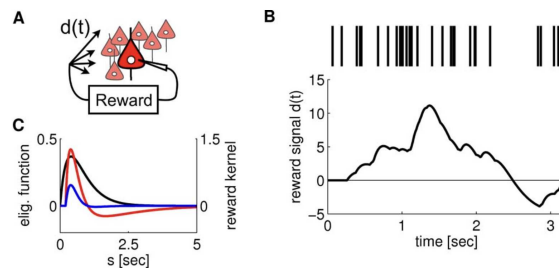 A
d(t)
Reward
B
15
10
5
0
−5
reward signal d(t)
0
1
2
3
time [sec]
C
0.5
0
elig. function
1.5
0
reward kernel
0
2.5
5
s [sec]